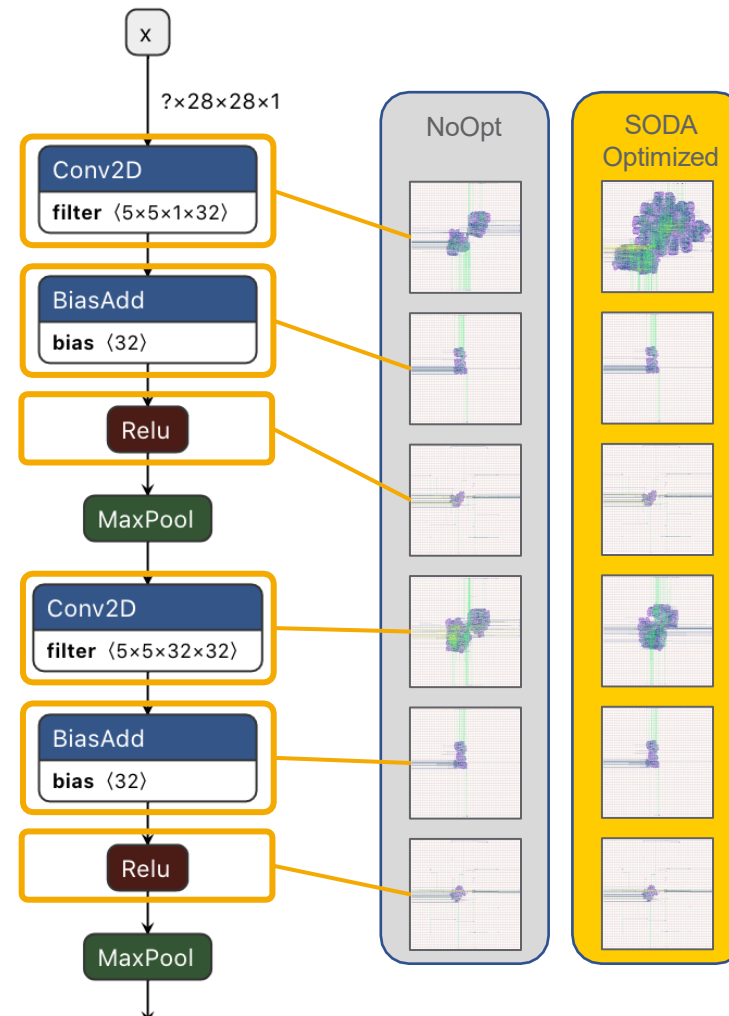 x
?×28×28×1
Conv2D
filter ⟨5×5×1×32⟩
BiasAdd
bias ⟨32⟩
Relu
MaxPool
Conv2D
filter ⟨5×5×32×32⟩
BiasAdd
bias ⟨32⟩
Relu
MaxPool
NoOpt
SODA
Optimized